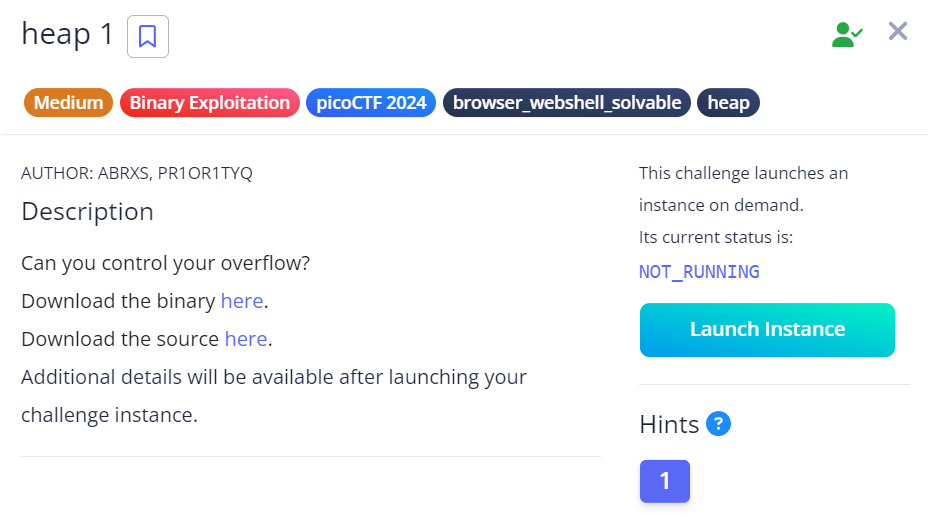 heap 1
Medium Binary Exploitation picoCTF 2024 browser_webshell_solvable heap
AUTHOR: ABRXS, PR1OR1TYQ
Description
Can you control your overflow?
Download the binary here.
Download the source here.
Additional details will be available after launching your
challenge instance.
This challenge launches an
instance on demand.
Its current status is:
NOT_RUNNING
Launch Instance
Hints ?
1